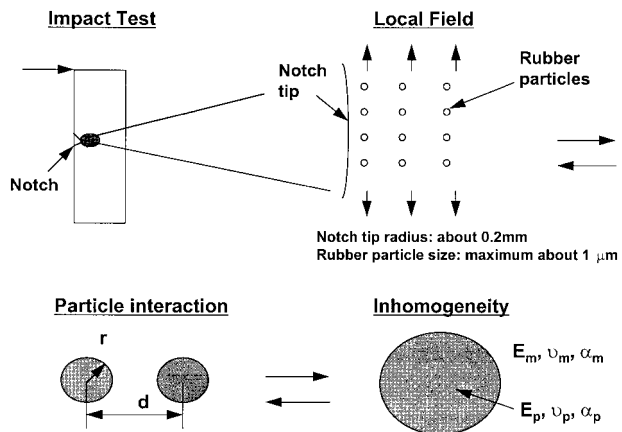 Impact Test
Local Field
Notch tip
Rubber particles
Notch
Notch tip radius: about 0.2mm
Rubber particle size: maximum about 1 μm
Particle interaction
Inhomogeneity
r
d
Eₘ, υₘ, αₘ
Eₚ, υₚ, αₚ